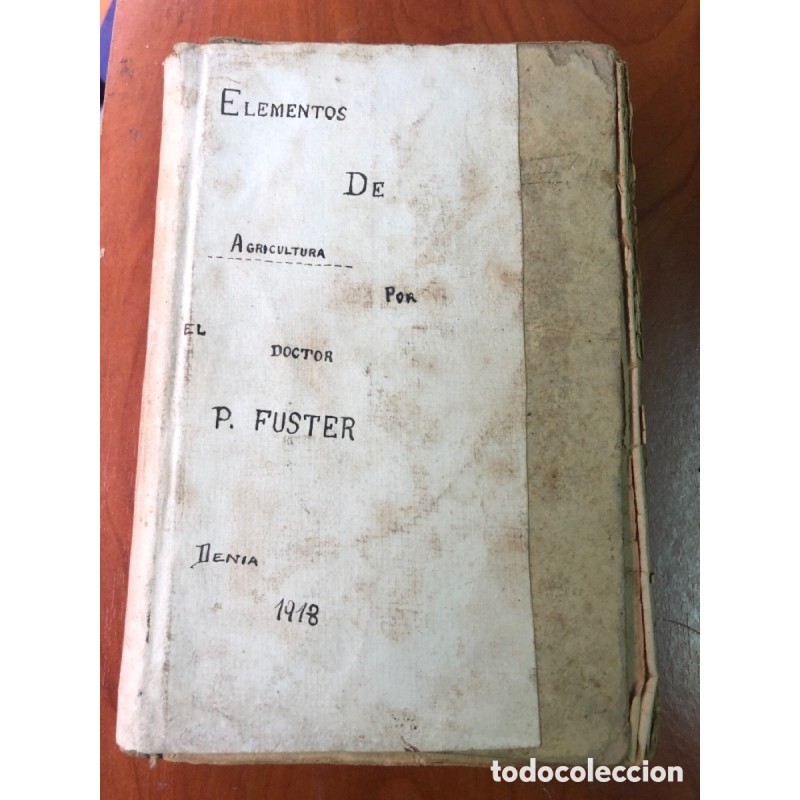 ELEMENTOS
DE
AGRICULTURA
POR
EL
DOCTOR
P. FUSTER
DENIA
1918
todocoleccion